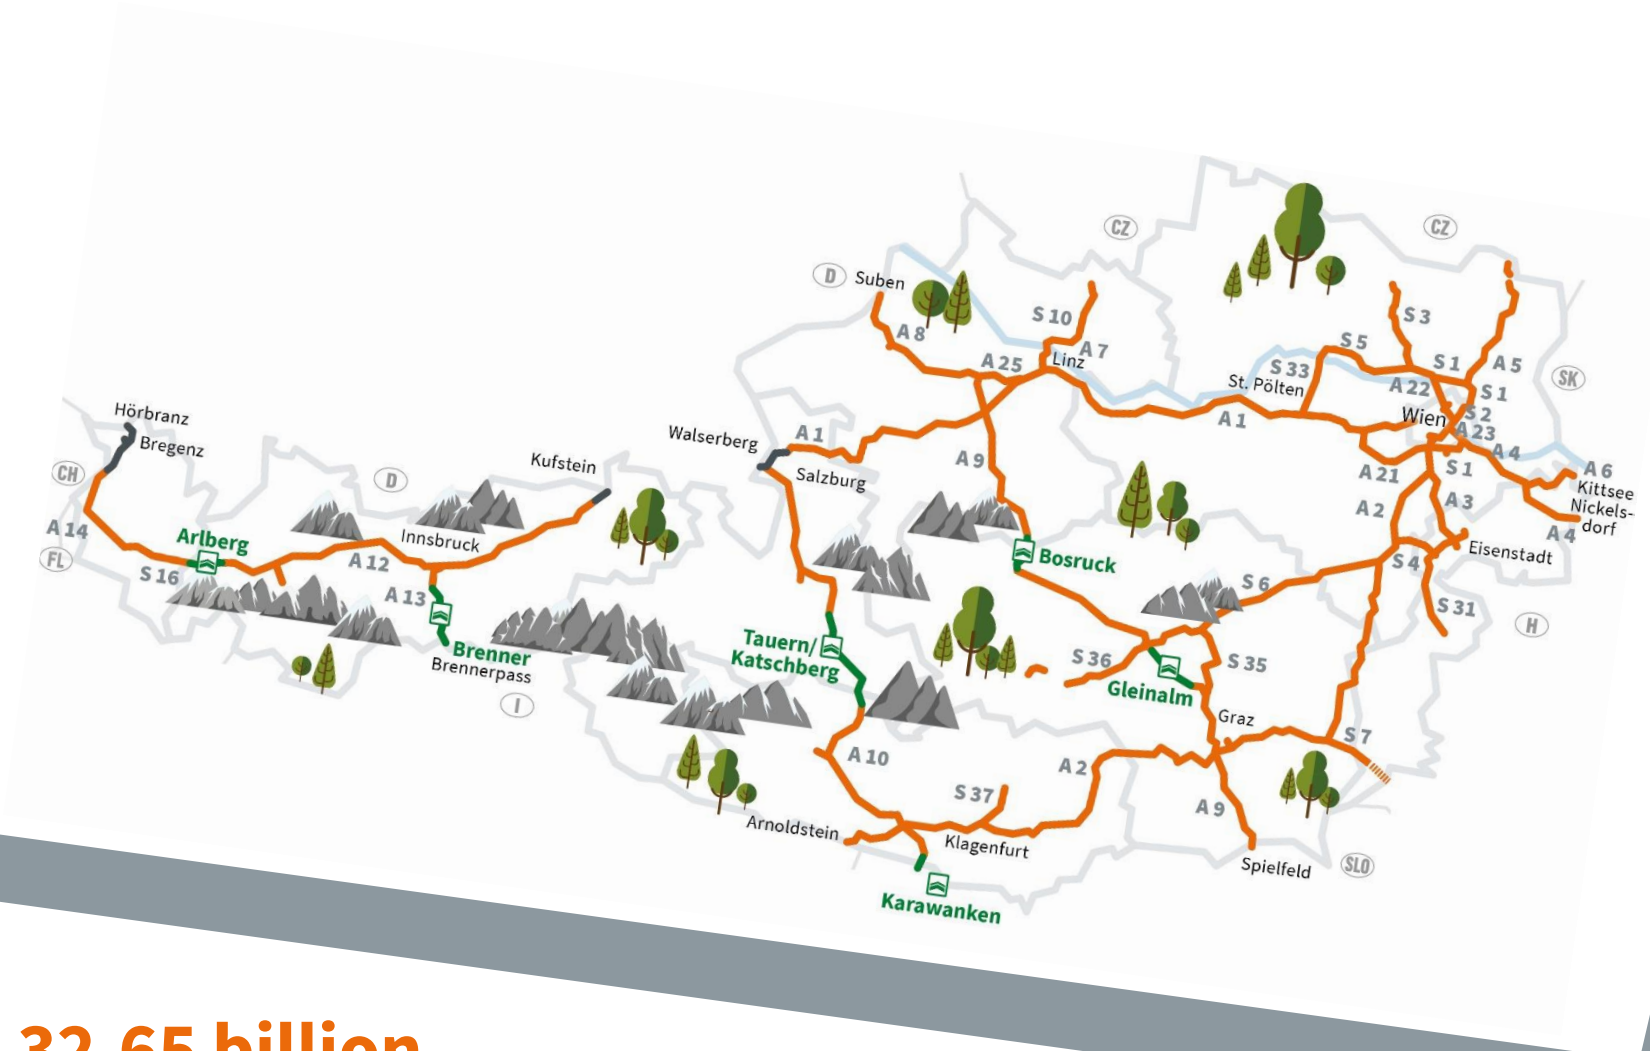 CZ
CZ
D
Suben
S 10
S 3
A 8
A 7
S 5
A 25
Linz
S 33
S 1
A 5
SK
St. Pölten
A 22
S 1
Hörbranz
A 1
Wien
S 2
Bregenz
Walserberg
A 1
A 23
A 4
CH
D
Kufstein
Salzburg
A 9
A 21
S 1
A 6
Kittsee
A 14
Innsbruck
A 2
A 3
Nickels-
dorf
A 4
Arlberg
Bosruck
Eisenstadt
FL
S 16
A 12
S 4
A 13
S 6
S 31
H
Brenner
Brennerpass
Tauern/
Katschberg
S 36
S 35
Gleinalm
I
Graz
S 7
A 10
A 2
S 37
A 9
Arnoldstein
Klagenfurt
Spielfeld
SLO
Karawanken
32.65 billion